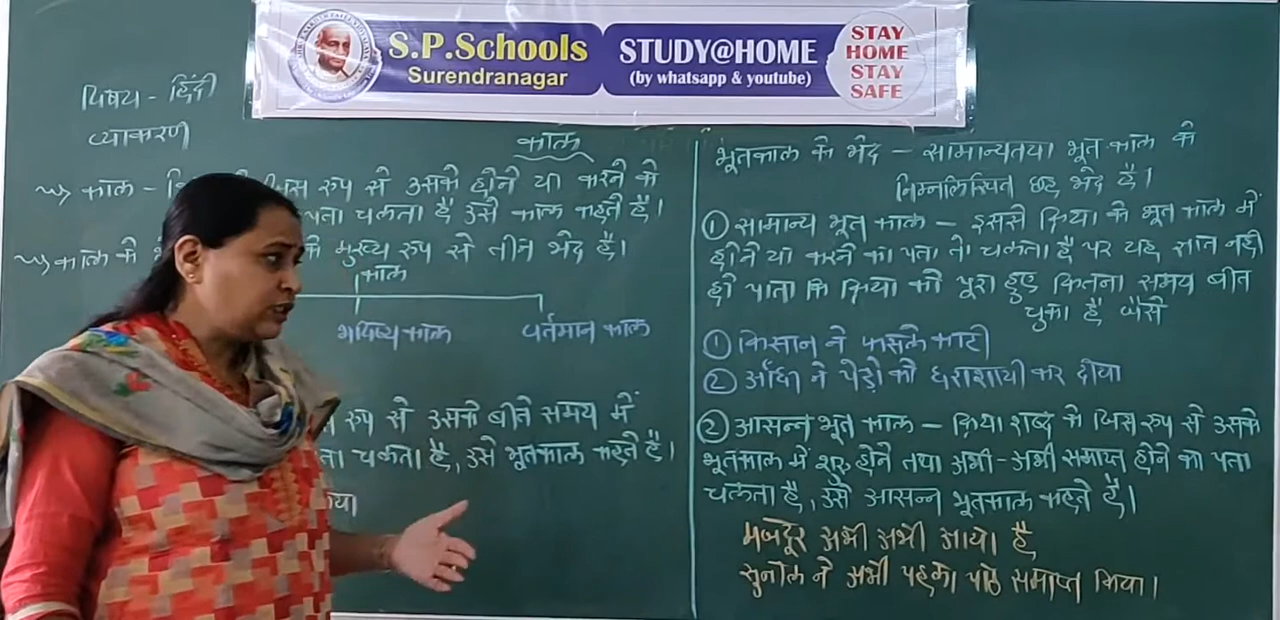 S.P.Schools
Surendranagar
STUDY@HOME
(by whatsapp & youtube)
STAY
HOME
STAY
SAFE
विषय - हिंदी
व्याकरण
काल
काल - रुप से उसके होने या करने के
पता चलता है उसे काल कहते है।
काल के के मुख्य रुप से तीन भेद है।
काल
भविष्य काल वर्तमान काल
रुप से उसके बीते समय में
चलता है, उसे भूतकाल कहते है।
भूतकाल के भेद - सामान्यतया भूत काल के
निम्नलिखित छह भेद है।
① सामान्य भूत काल - इससे क्रिया के भूत काल में
होने या करने का पता तो चलता है पर यह ज्ञात नही
हो पाता कि क्रिया को पूरा हुए कितना समय बीत
चुका है जैसे
① किसान ने फसले काटी
② आँधी ने पेड़ो को धराशायी कर दीया
② आसन्न भूत काल - क्रिया शब्द के जिस रुप से उसके
भूतकाल में शुरु होने तथा अभी-अभी समाप्त होने का पता
चलता है, उसे आसन्न भूतकाल कहते है।
मजदूर अभी अभी आया है
सुनील ने अभी पहला पाठ समाप्त किया।